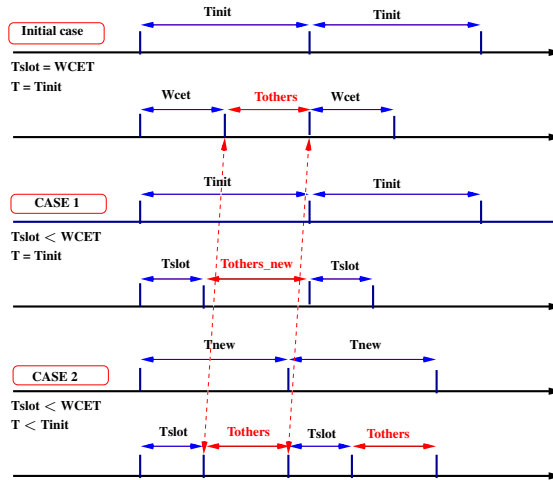 Tinit Tinit
Initial case
Tslot = WCET
T = Tinit
Wcet Tothers Wcet
Tinit Tinit
CASE 1
Tslot < WCET
T = Tinit
Tslot Tothers_new Tslot
Tnew Tnew
CASE 2
Tslot < WCET
T < Tinit
Tslot Tothers Tslot Tothers